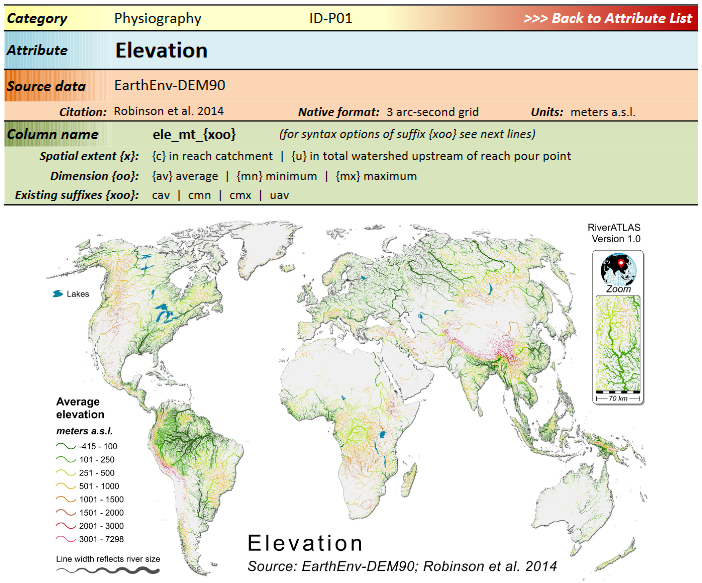 Category Physiography ID-P01 >>> Back to Attribute List
Attribute Elevation
Source data EarthEnv-DEM90
Citation: Robinson et al. 2014 Native format: 3 arc-second grid Units: meters a.s.l.
Column name ele_mt_{xoo} (for syntax options of suffix {xoo} see next lines)
Spatial extent {x}: {c} in reach catchment | {u} in total watershed upstream of reach pour point
Dimension {oo}: {av} average | {mn} minimum | {mx} maximum
Existing suffixes {xoo}: cav | cmn | cmx | uav
RiverATLAS
Version 1.0
Zoom
70 km
Lakes
Average
elevation
meters a.s.l.
-415 - 100
101 - 250
251 - 500
501 - 1000
1001 - 1500
1501 - 2000
2001 - 3000
3001 - 7298
Line width reflects river size
Elevation
Source: EarthEnv-DEM90; Robinson et al. 2014